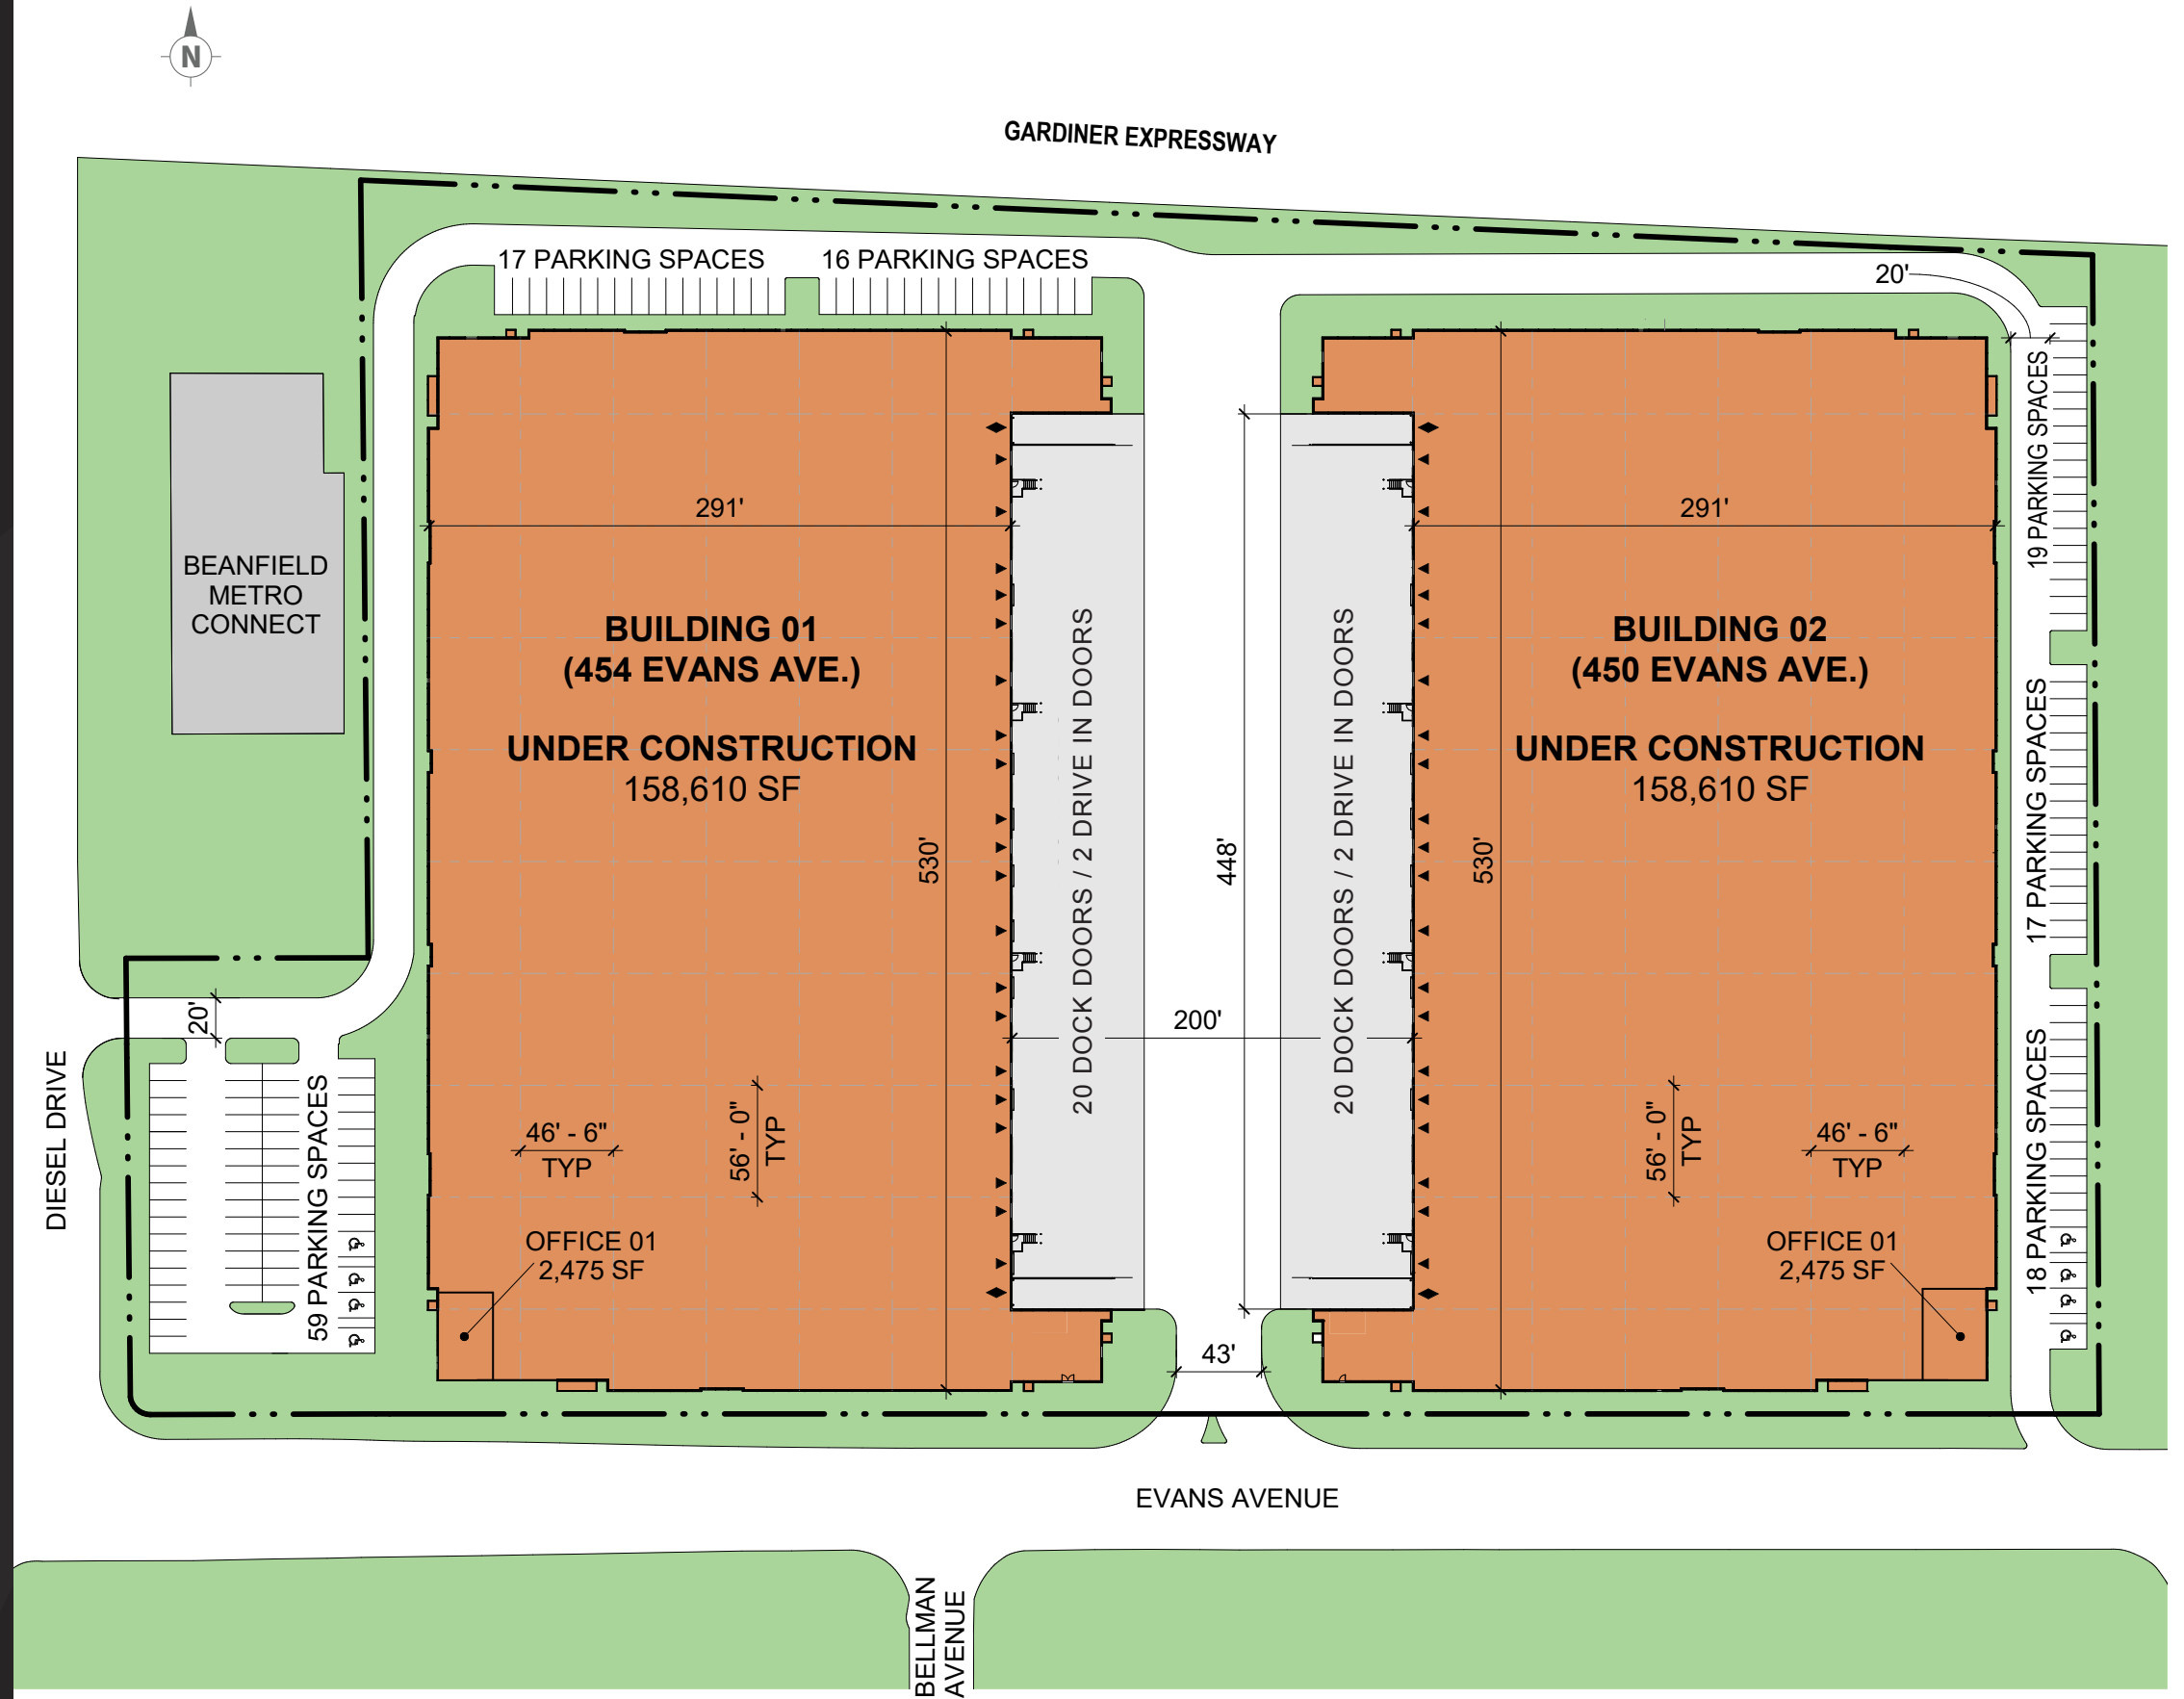 N
GARDINER EXPRESSWAY
17 PARKING SPACES
16 PARKING SPACES
20'
19 PARKING SPACES
291'
291'
BEANFIELD
METRO
CONNECT
BUILDING 01
(454 EVANS AVE.)
UNDER CONSTRUCTION
158,610 SF
530'
20 DOCK DOORS / 2 DRIVE IN DOORS
448'
200'
20 DOCK DOORS / 2 DRIVE IN DOORS
530'
BUILDING 02
(450 EVANS AVE.)
UNDER CONSTRUCTION
158,610 SF
17 PARKING SPACES
20'
DIESEL DRIVE
59 PARKING SPACES
46' - 6"
TYP
56' - 0"
TYP
56' - 0"
TYP
46' - 6"
TYP
18 PARKING SPACES
OFFICE 01
2,475 SF
OFFICE 01
2,475 SF
43'
EVANS AVENUE
BELLMAN
AVENUE